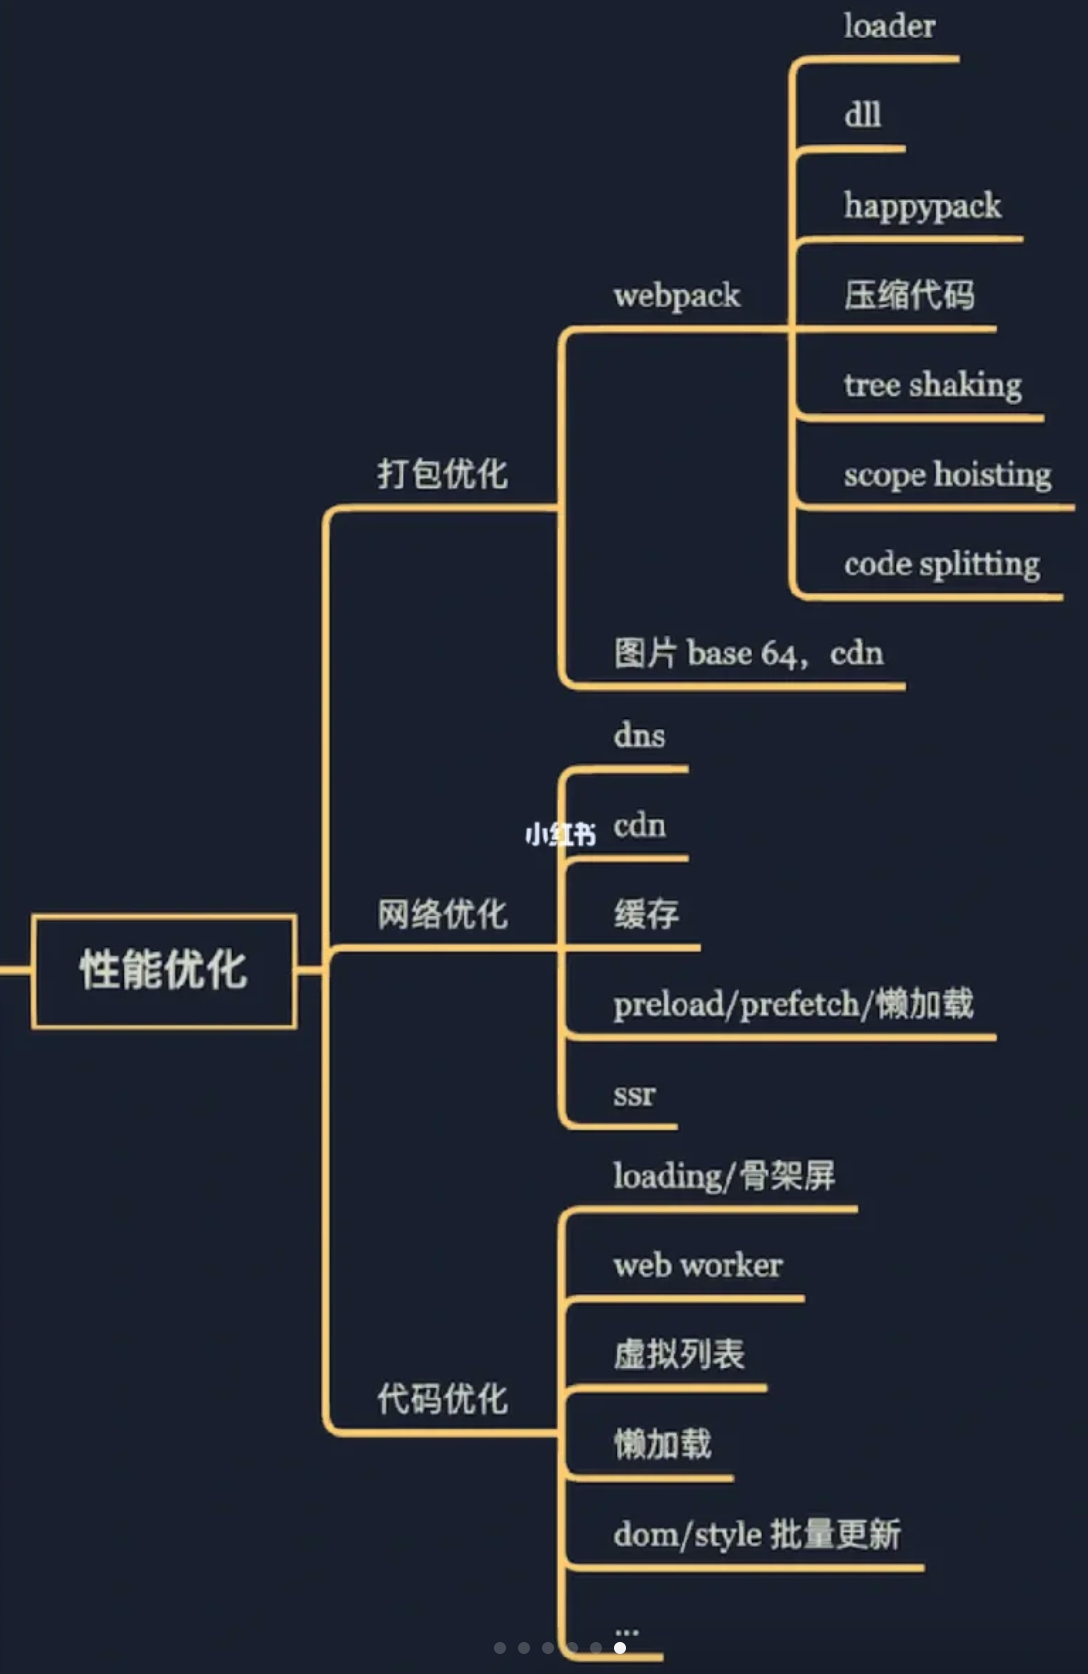 性能优化
打包优化
webpack
loader
dll
happypack
压缩代码
tree shaking
scope hoisting
code splitting
图片 base 64，cdn
网络优化
dns
cdn
缓存
preload/prefetch/懒加载
ssr
代码优化
loading/骨架屏
web worker
虚拟列表
懒加载
dom/style 批量更新
...
小红书